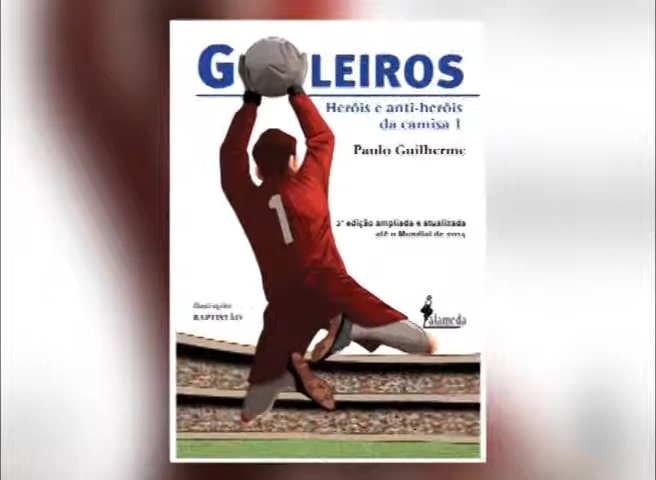 GOLEIROS
Heróis e anti-heróis
da camisa 1
Paulo Guilherme
1
2ª edição ampliada e atualizada
até o Mundial de 2014
Ilustrações
BAPTISTÃO
alameda